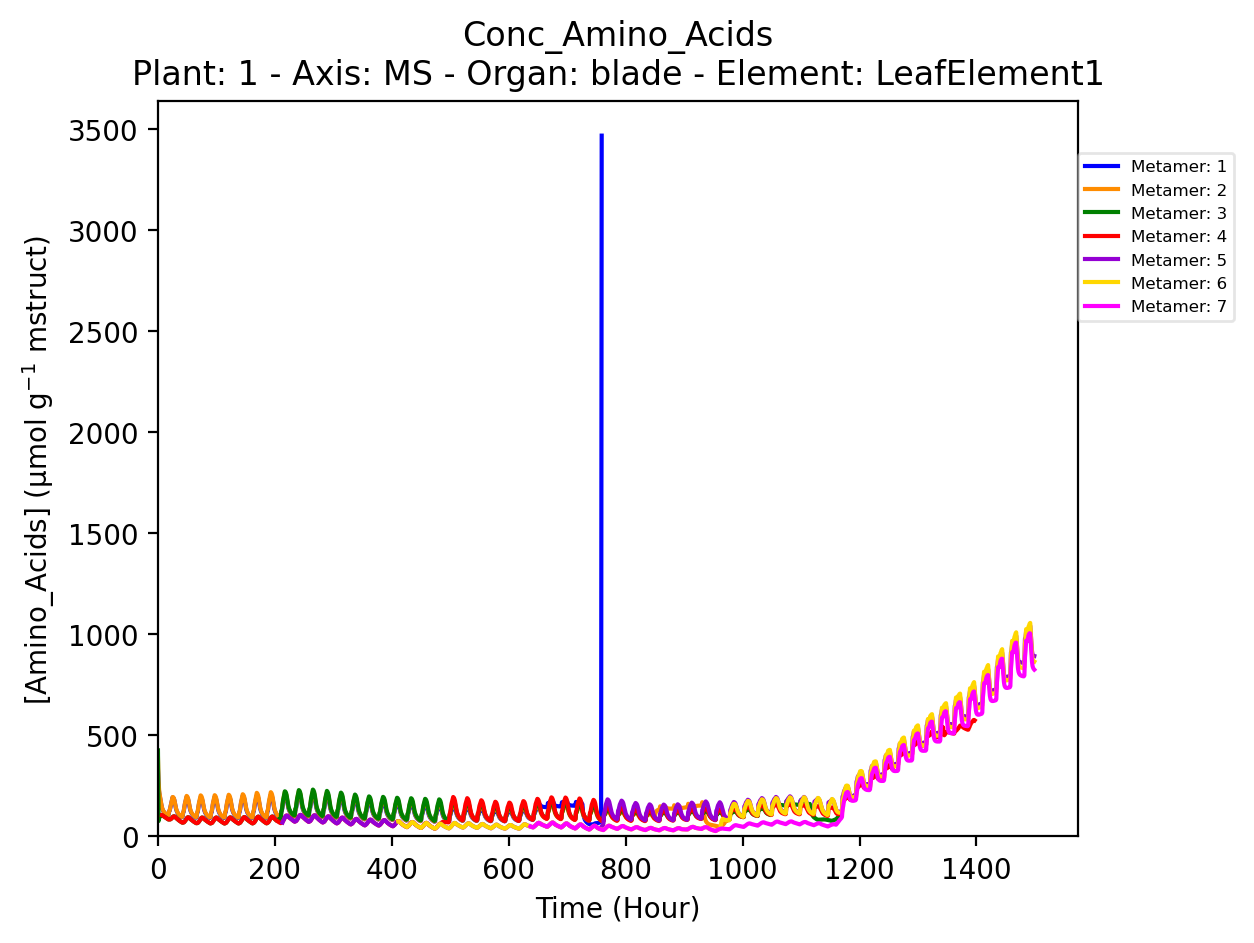 Conc_Amino_Acids
Plant: 1 - Axis: MS - Organ: blade - Element: LeafElement1
3500
3000
2500
2000
1500
1000
500
0
[Amino_Acids] (µmol g⁻¹ mstruct)
0 200 400 600 800 1000 1200 1400
Time (Hour)
Metamer: 1
Metamer: 2
Metamer: 3
Metamer: 4
Metamer: 5
Metamer: 6
Metamer: 7